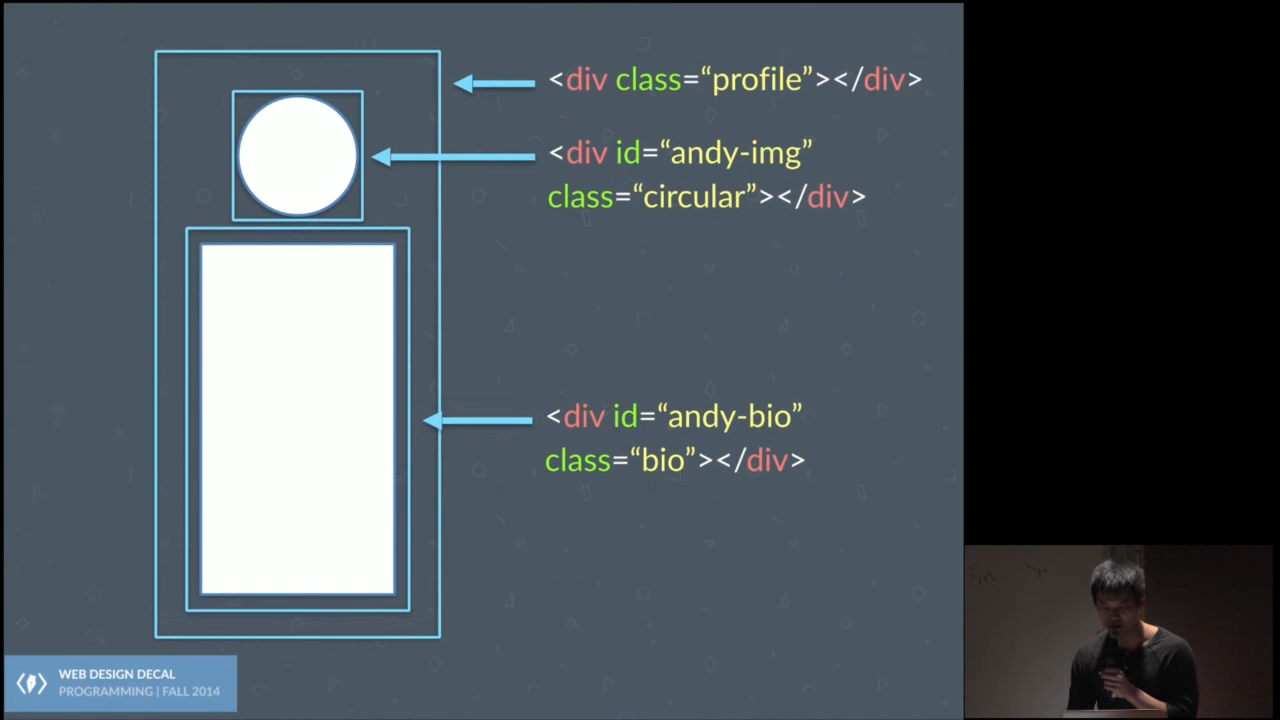 <div class=“profile”></div>
<div id=“andy-img”
class=“circular”></div>
<div id=“andy-bio”
class=“bio”></div>
WEB DESIGN DECAL
PROGRAMMING | FALL 2014